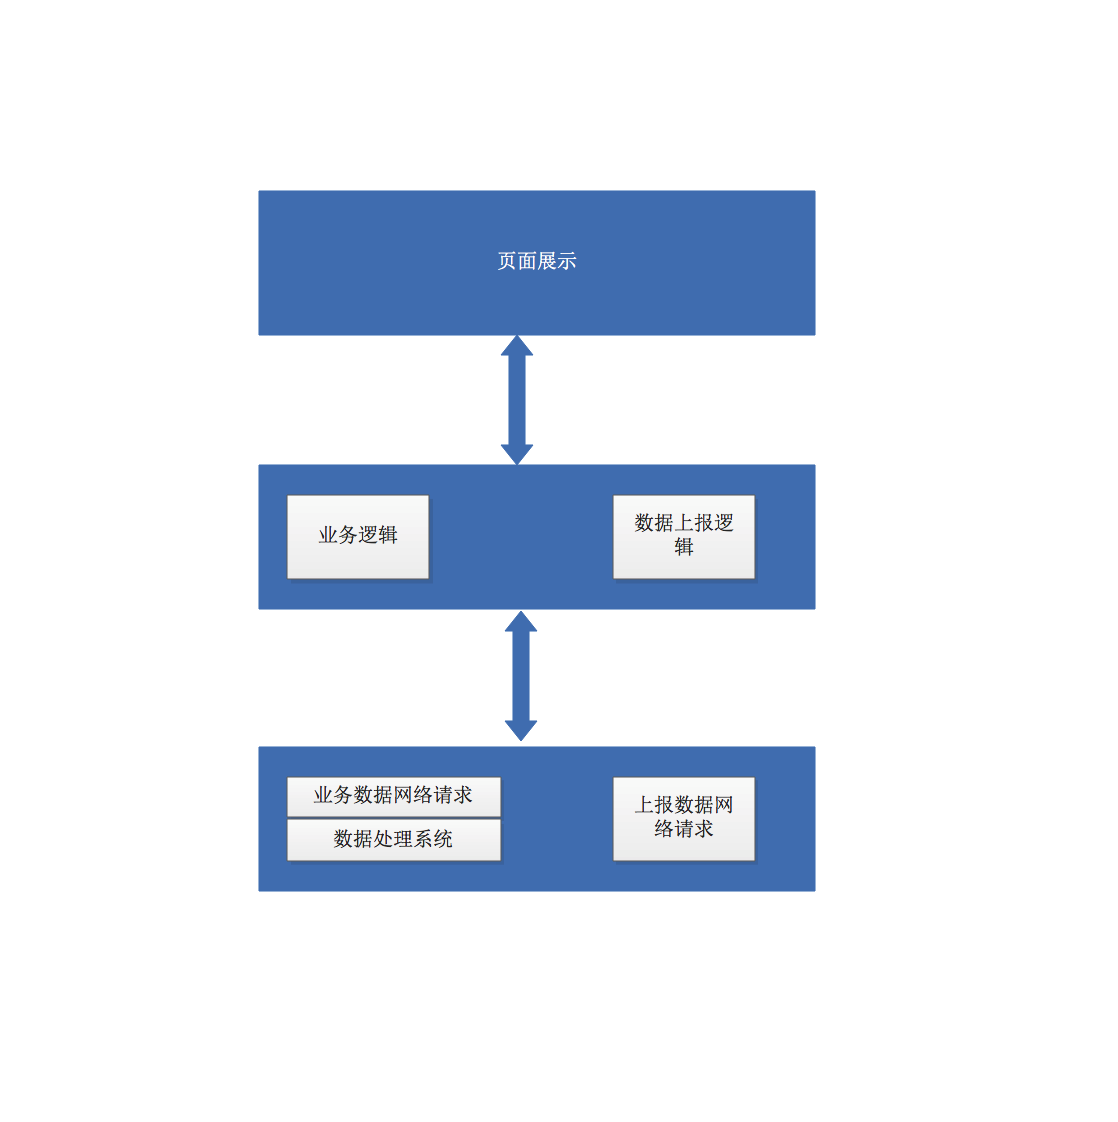 页面展示
业务逻辑
数据上报逻
辑
业务数据网络请求
数据处理系统
上报数据网
络请求